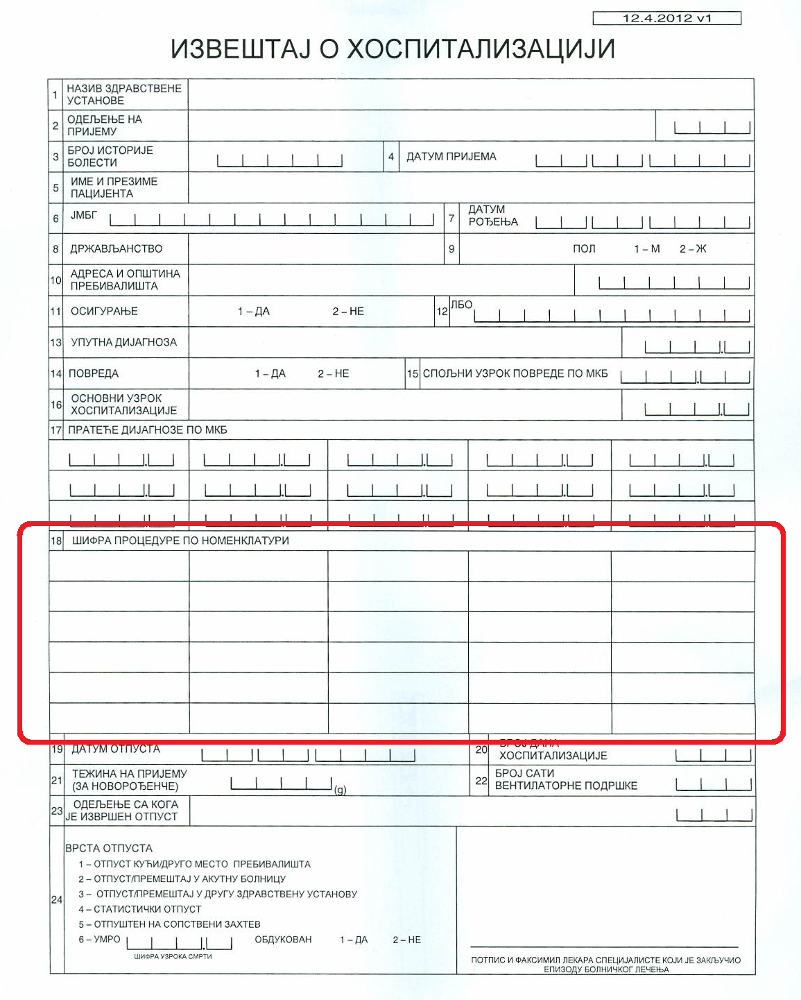 12.4.2012 v1
ИЗВЕШТАЈ О ХОСПИТАЛИЗАЦИЈИ
1 НАЗИВ ЗДРАВСТВЕНЕ
УСТАНОВЕ
2 ОДЕЉЕЊЕ НА
ПРИЈЕМУ
3 БРОЈ ИСТОРИЈЕ
БОЛЕСТИ
4 ДАТУМ ПРИЈЕМА
5 ИМЕ И ПРЕЗИМЕ
ПАЦИЈЕНТА
6 ЈМБГ
7 ДАТУМ
РОЂЕЊА
8 ДРЖАВЉАНСТВО
9 ПОЛ 1 – М 2 – Ж
10 АДРЕСА И ОПШТИНА
ПРЕБИВАЛИШТА
11 ОСИГУРАЊЕ 1 – ДА 2 – НЕ
12 ЛБО
13 УПУТНА ДИЈАГНОЗА
14 ПОВРЕДА 1 – ДА 2 – НЕ
15 СПОЉНИ УЗРОК ПОВРЕДЕ ПО МКБ
16 ОСНОВНИ УЗРОК
ХОСПИТАЛИЗАЦИЈЕ
17 ПРАТЕЋЕ ДИЈАГНОЗЕ ПО МКБ
18 ШИФРА ПРОЦЕДУРЕ ПО НОМЕНКЛАТУРИ
19 ДАТУМ ОТПУСТА
20 БРОЈ ДАНА
ХОСПИТАЛИЗАЦИЈЕ
21 ТЕЖИНА НА ПРИЈЕМУ
(ЗА НОВОРОЂЕНЧЕ) (g)
22 БРОЈ САТИ
ВЕНТИЛАТОРНЕ ПОДРШКЕ
23 ОДЕЉЕЊЕ СА КОГА
ЈЕ ИЗВРШЕН ОТПУСТ
24 ВРСТА ОТПУСТА
1 – ОТПУСТ КУЋИ/ДРУГО МЕСТО ПРЕБИВАЛИШТА
2 – ОТПУСТ/ПРЕМЕШТАЈ У АКУТНУ БОЛНИЦУ
3 – ОТПУСТ/ПРЕМЕШТАЈ У ДРУГУ ЗДРАВСТВЕНУ УСТАНОВУ
4 – СТАТИСТИЧКИ ОТПУСТ
5 – ОТПУШТЕН НА СОПСТВЕНИ ЗАХТЕВ
6 – УМРО ОБДУКОВАН 1 – ДА 2 – НЕ
ШИФРА УЗРОКА СМРТИ
ПОТПИС И ФАКСИМИЛ ЛЕКАРА СПЕЦИЈАЛИСТЕ КОЈИ ЈЕ ЗАКЉУЧИО
ЕПИЗОДУ БОЛНИЧКОГ ЛЕЧЕЊА